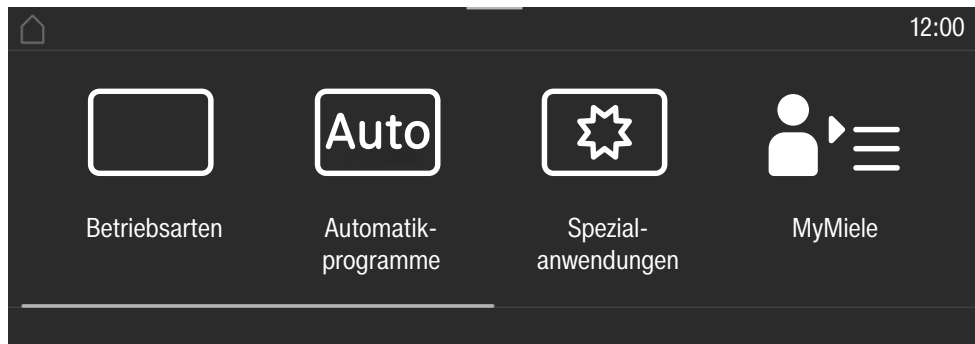 12:00
Auto
Betriebsarten
Automatik-
programme
Spezial-
anwendungen
MyMiele